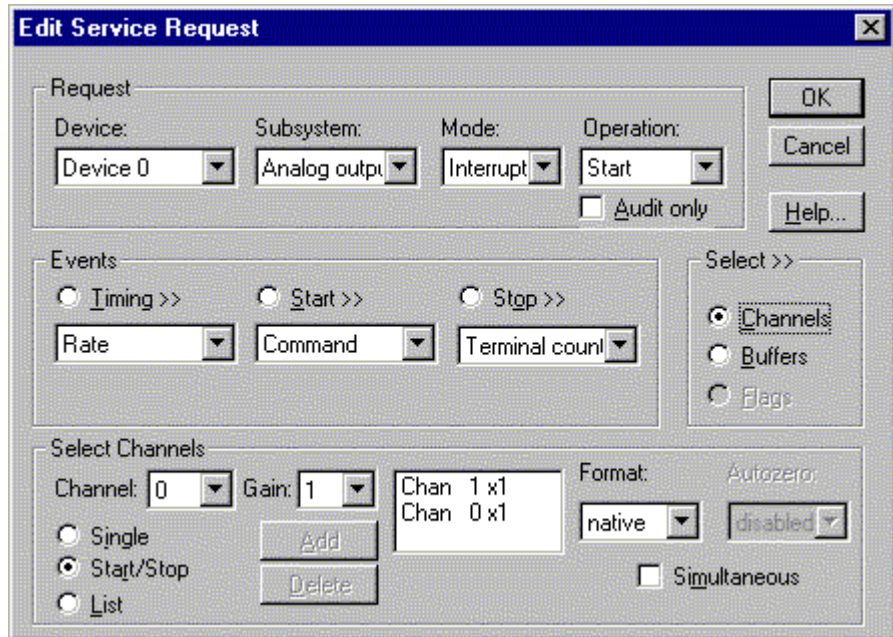 Edit Service Request
Request
OK
Device: Subsystem: Mode: Operation:
Cancel
Device 0 Analog outpu Interrupt Start
Audit only
Help...
Events
Select >>
Timing >> Start >> Stop >>
Channels
Rate Command Terminal count
Buffers
Flags
Select Channels
Channel: 0 Gain: 1
Chan 1 x1
Chan 0 x1
Format: Autozero:
native disabled
Single
Add
Start/Stop
Delete
Simultaneous
List